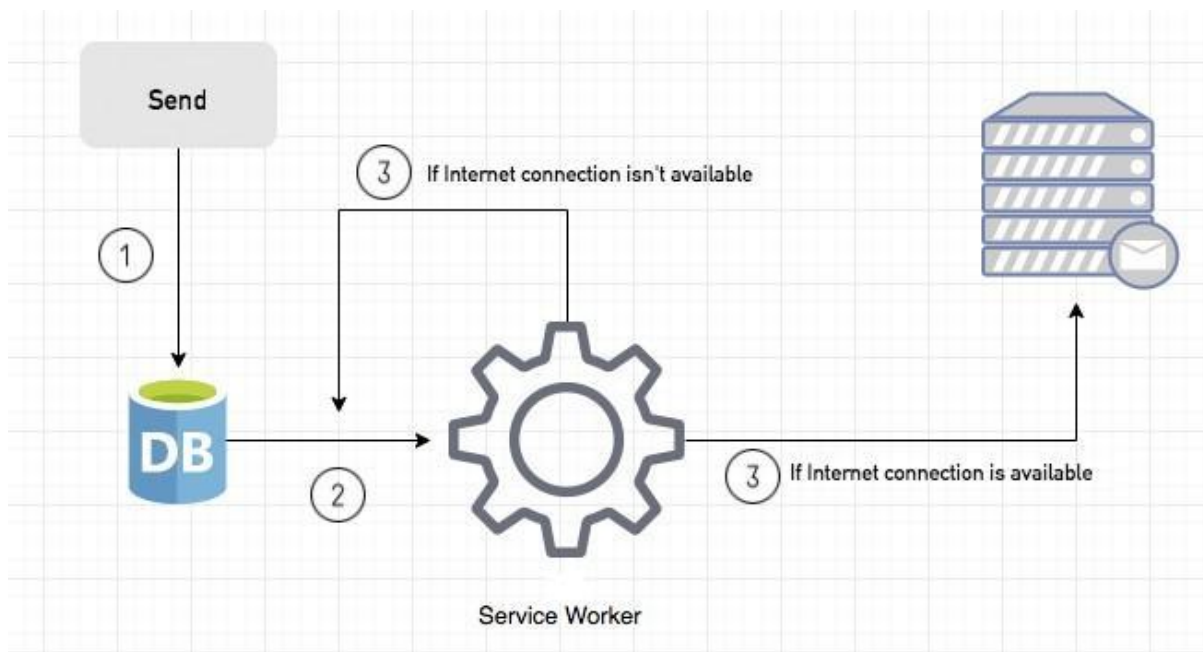 Send
3
If Internet connection isn't available
1
DB
2
3
If Internet connection is available
Service Worker